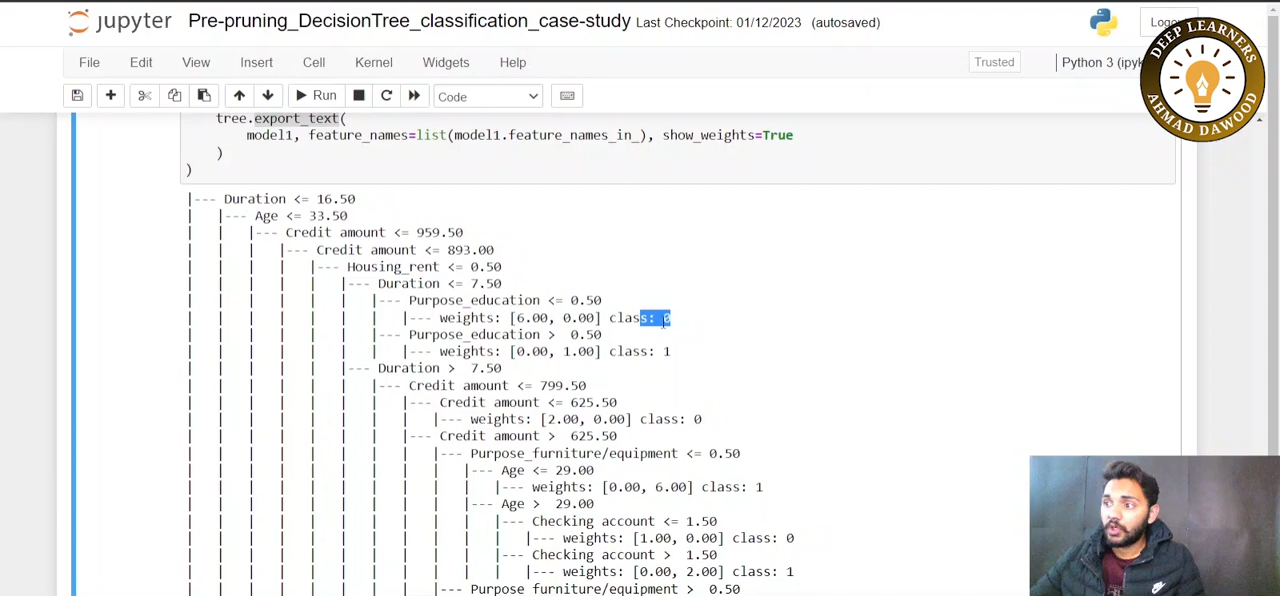 jupyter Pre-pruning_DecisionTree_classification_case-study Last Checkpoint: 01/12/2023 (autosaved)
File Edit View Insert Cell Kernel Widgets Help Trusted Python 3 (ipyk
Run Code
DEEP LEARNERS
AHMAD DAWOOD
tree.export_text(
model1, feature_names=list(model1.feature_names_in_), show_weights=True
)
)
|--- Duration <= 16.50
|   |--- Age <= 33.50
|   |   |--- Credit amount <= 959.50
|   |   |   |--- Credit amount <= 893.00
|   |   |   |   |--- Housing_rent <= 0.50
|   |   |   |   |   |--- Duration <= 7.50
|   |   |   |   |   |   |--- Purpose_education <= 0.50
|   |   |   |   |   |   |   |--- weights: [6.00, 0.00] class: 0
|   |   |   |   |   |   |--- Purpose_education >  0.50
|   |   |   |   |   |   |   |--- weights: [0.00, 1.00] class: 1
|   |   |   |   |   |--- Duration >  7.50
|   |   |   |   |   |   |--- Credit amount <= 799.50
|   |   |   |   |   |   |   |--- Credit amount <= 625.50
|   |   |   |   |   |   |   |   |--- weights: [2.00, 0.00] class: 0
|   |   |   |   |   |   |   |--- Credit amount >  625.50
|   |   |   |   |   |   |   |   |--- Purpose_furniture/equipment <= 0.50
|   |   |   |   |   |   |   |   |   |--- Age <= 29.00
|   |   |   |   |   |   |   |   |   |   |--- weights: [0.00, 6.00] class: 1
|   |   |   |   |   |   |   |   |   |--- Age >  29.00
|   |   |   |   |   |   |   |   |   |   |--- Checking account <= 1.50
|   |   |   |   |   |   |   |   |   |   |   |--- weights: [1.00, 0.00] class: 0
|   |   |   |   |   |   |   |   |   |   |--- Checking account >  1.50
|   |   |   |   |   |   |   |   |   |   |   |--- weights: [0.00, 2.00] class: 1
|   |   |   |   |   |   |   |   |--- Purpose_furniture/equipment >  0.50